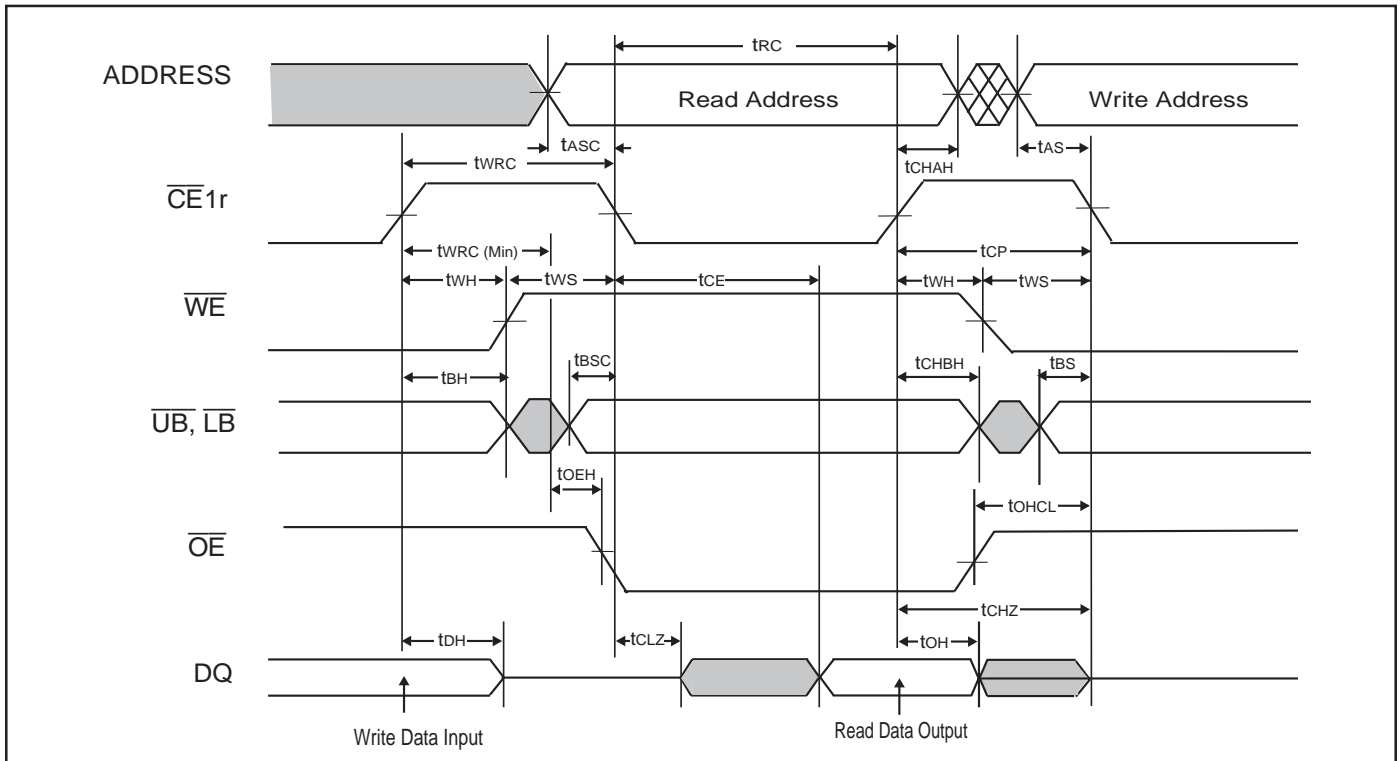 tRC
ADDRESS
Read Address
Write Address
tASC
tAS
tWRC
tCHAH
CE1r
tWRC (Min)
tCP
tWH
tWS
tCE
tWH
tWS
WE
tBSC
tCHBH
tBS
tBH
UB, LB
tOEH
tOHCL
OE
tCHZ
tDH
tCLZ
tOH
DQ
Write Data Input
Read Data Output